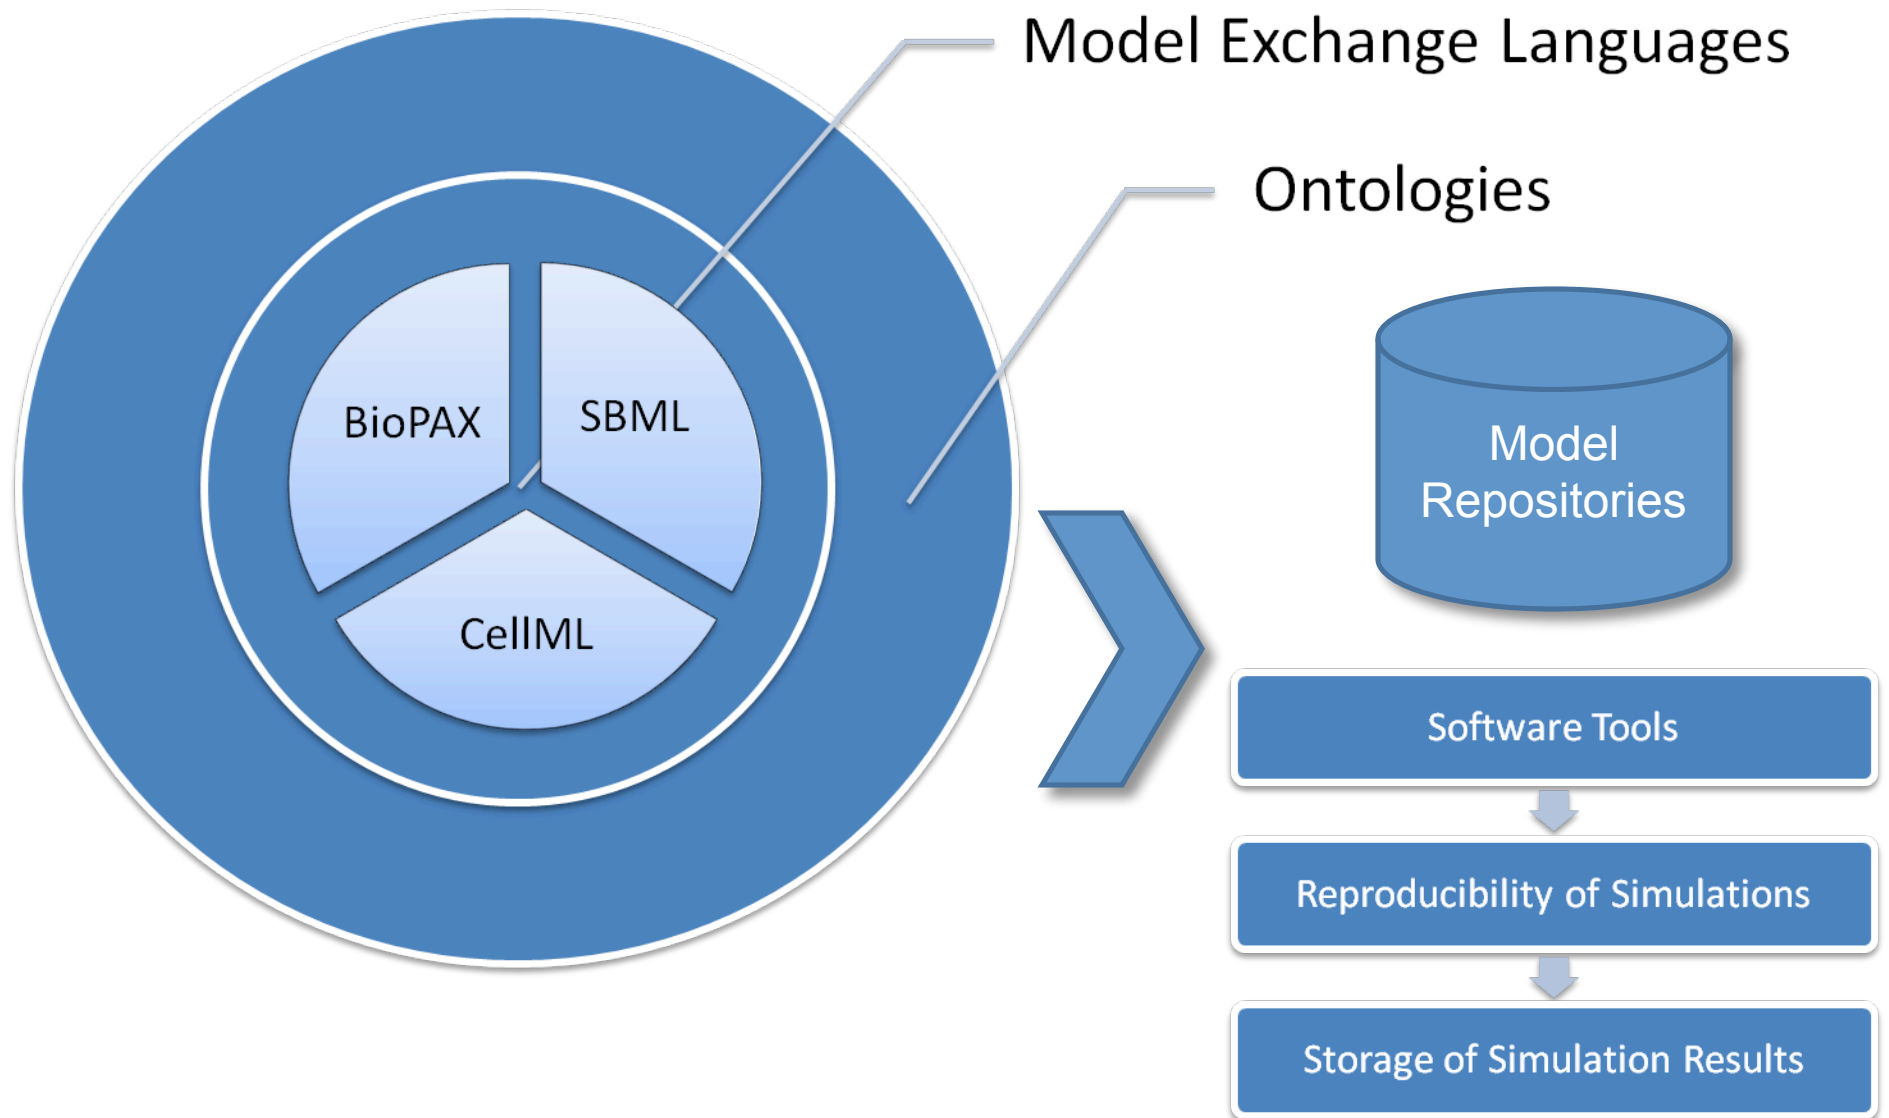 Model Exchange Languages
Ontologies
BioPAX
SBML
CellML
Model
Repositories
Software Tools
Reproducibility of Simulations
Storage of Simulation Results